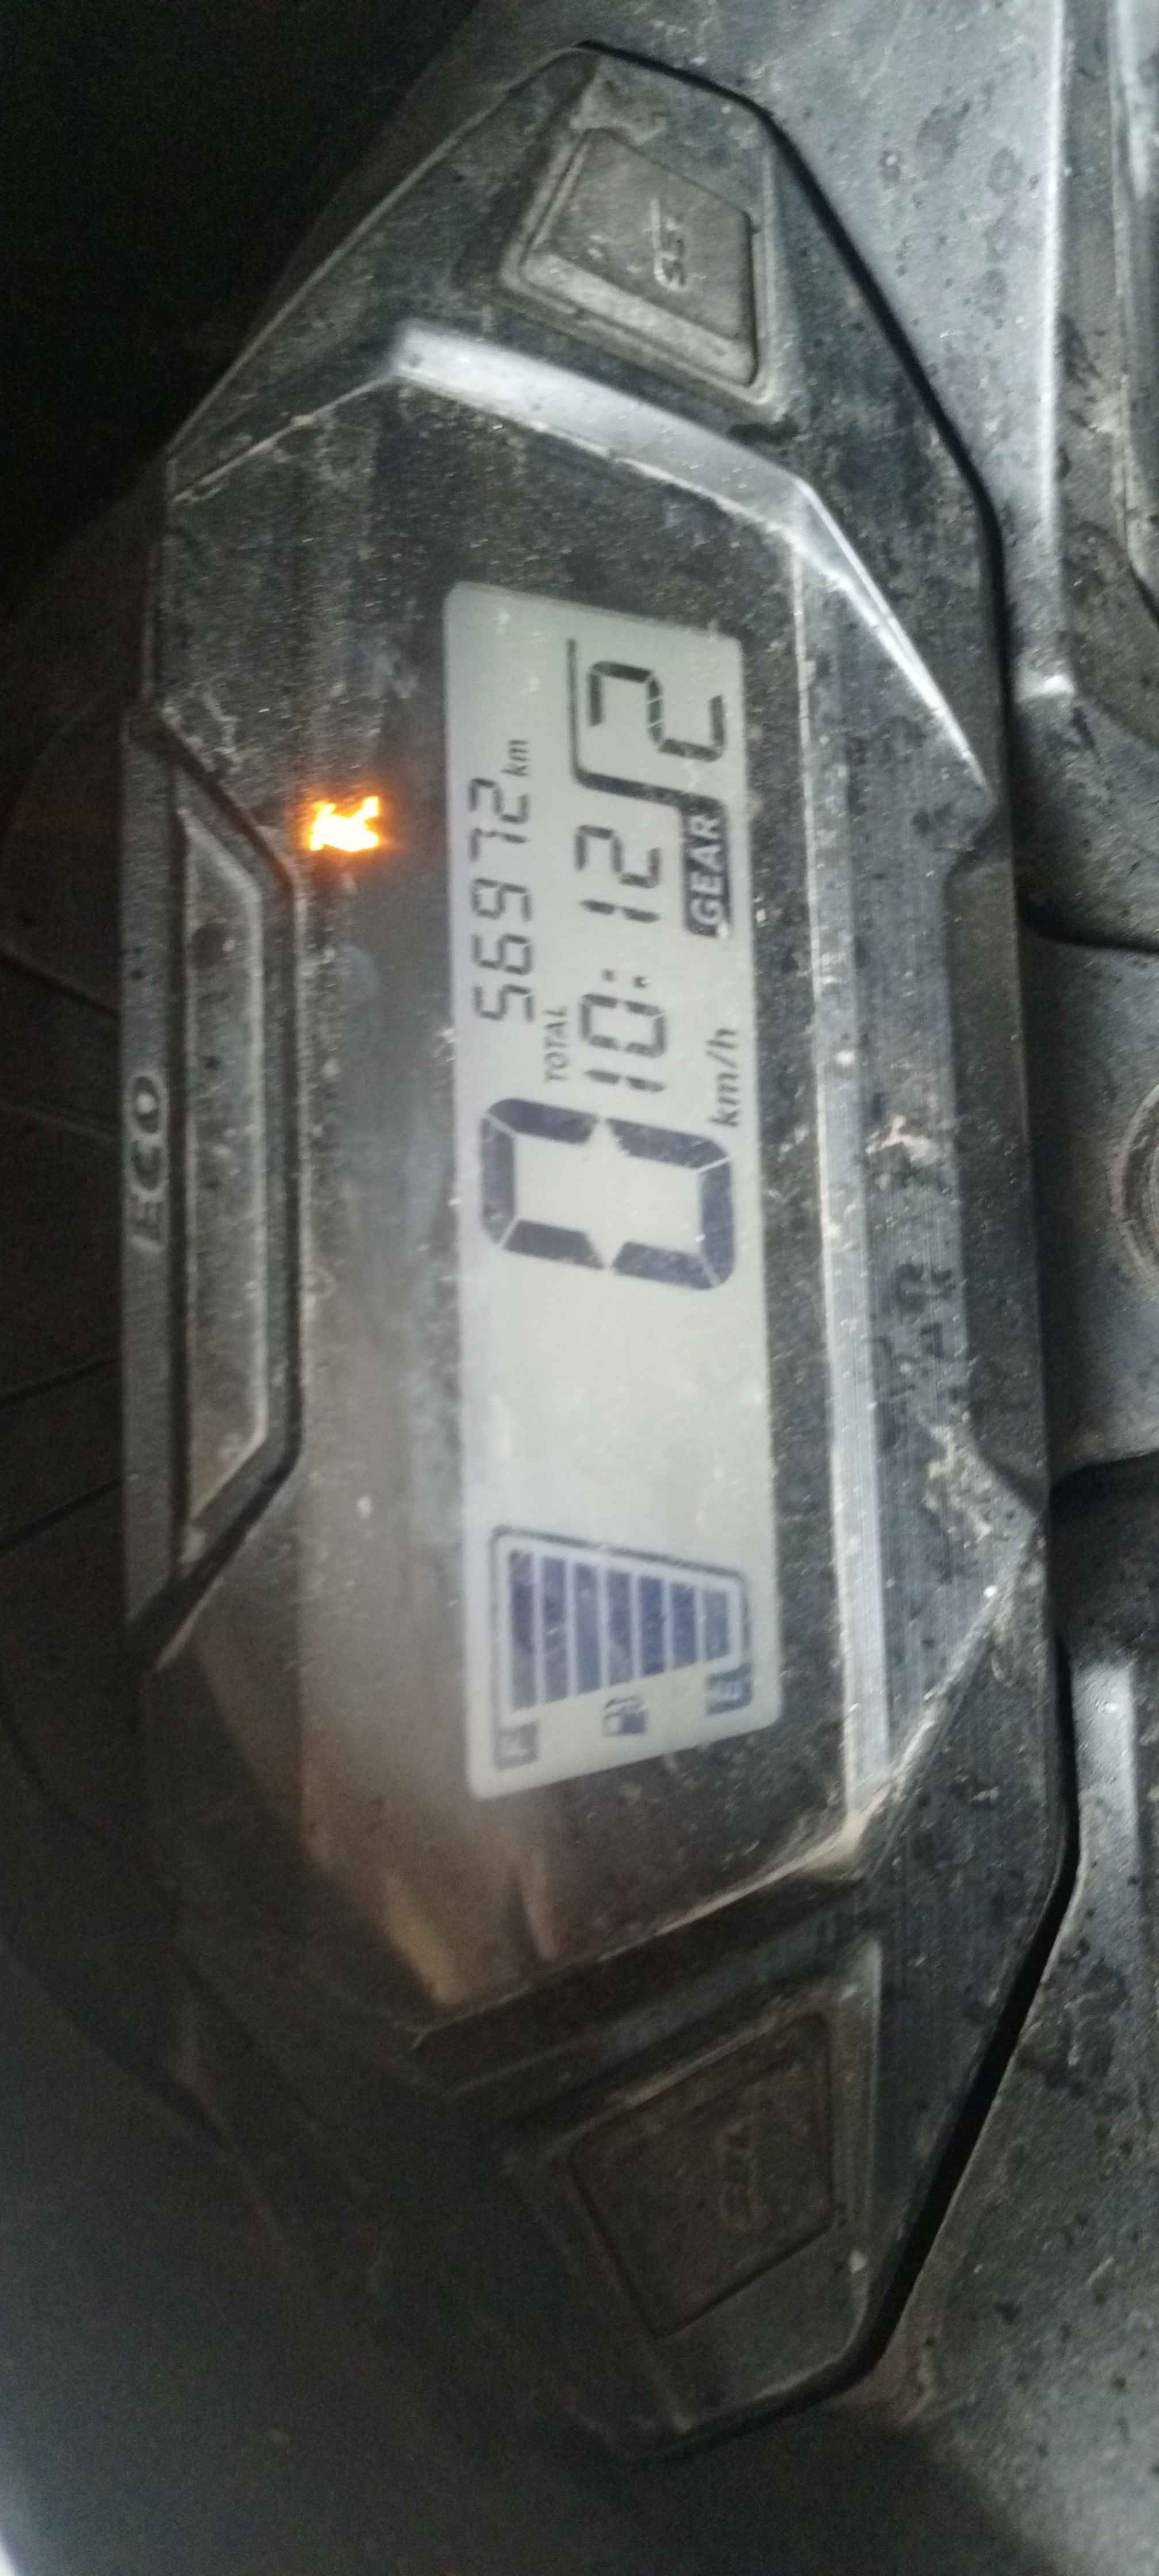 ECO
56972 km
TOTAL
10:12
0 km/h
GEAR 2
F
E
SET